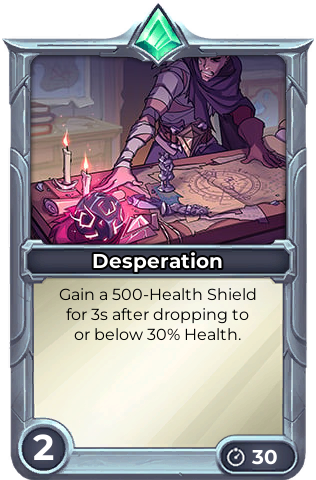 Desperation
Gain a 500-Health Shield
for 3s after dropping to
or below 30% Health.
2
30